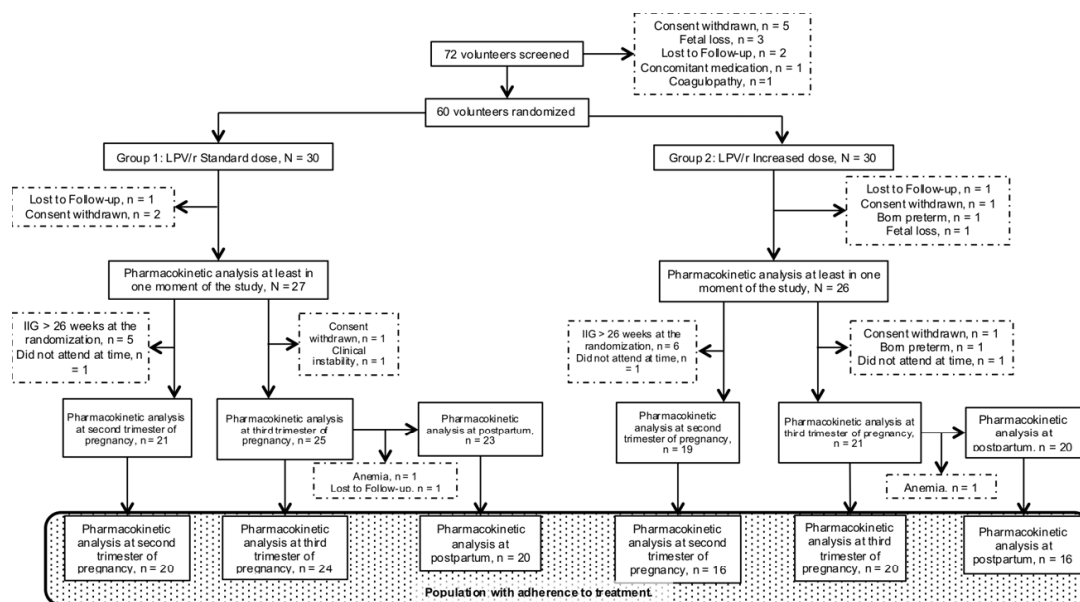 Consent withdrawn, n = 5
Fetal loss, n = 3
Lost to Follow-up, n = 2
Concomitant medication, n = 1
Coagulopathy, n =1
72 volunteers screened
60 volunteers randomized
Group 1: LPV/r Standard dose, N = 30
Group 2: LPV/r Increased dose, N = 30
Lost to Follow-up, n = 1
Consent withdrawn, n = 2
Lost to Follow-up, n = 1
Consent withdrawn, n = 1
Born preterm, n = 1
Fetal loss, n = 1
Pharmacokinetic analysis at least in
one moment of the study, N = 27
Pharmacokinetic analysis at least in one
moment of the study, N = 26
IIG > 26 weeks at the
randomization, n = 5
Did not attend at time, n
= 1
Consent
withdrawn, n = 1
Clinical
instability, n = 1
IIG > 26 weeks at the
randomization, n = 6
Did not attend at time, n
= 1
Consent withdrawn, n = 1
Born preterm, n = 1
Did not attend at time, n = 1
Pharmacokinetic analysis
at second trimester of
pregnancy, n = 21
Pharmacokinetic analysis
at third trimester of
pregnancy, n = 25
Pharmacokinetic
analysis at postpartum,
n = 23
Pharmacokinetic
analysis at second
trimester of pregnancy,
n = 19
Pharmacokinetic analysis
at third trimester of pregnancy,
n = 21
Pharmacokinetic
analysis at
postpartum, n = 20
Anemia, n = 1
Lost to Follow-up, n = 1
Anemia, n = 1
Pharmacokinetic
analysis at second
trimester of
pregnancy, n = 20
Pharmacokinetic
analysis at third
trimester of
pregnancy, n = 24
Pharmacokinetic
analysis at
postpartum, n = 20
Pharmacokinetic
analysis at second
trimester of
pregnancy, n = 16
Pharmacokinetic
analysis at third
trimester of
pregnancy, n = 20
Pharmacokinetic
analysis at
postpartum, n = 16
Population with adherence to treatment.